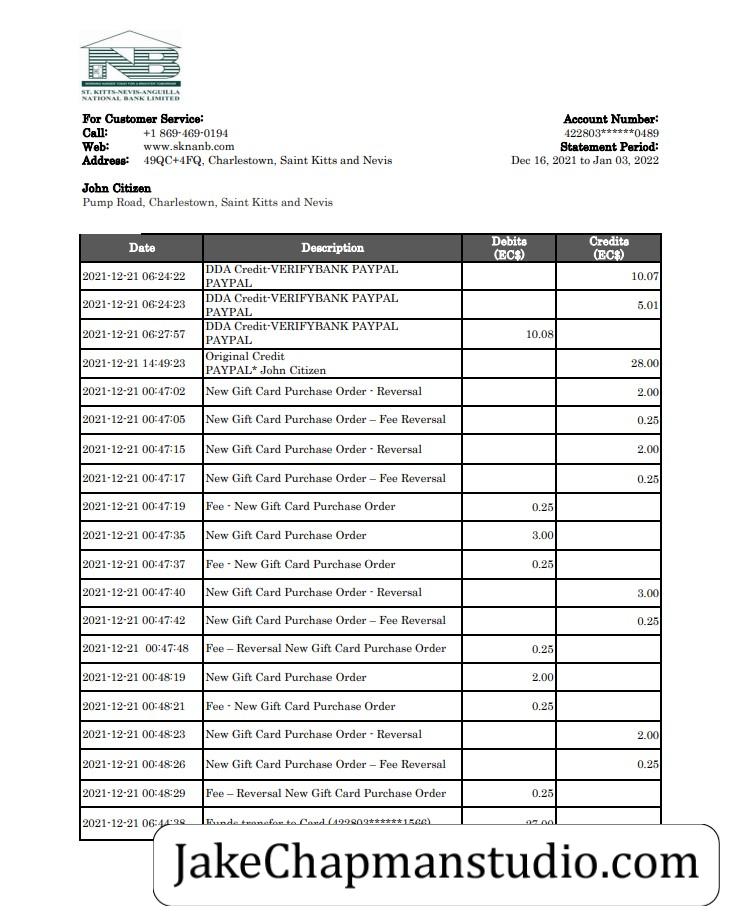 NB
ST. KITTS-NEVIS-ANGUILLA
NATIONAL BANK LIMITED
For Customer Service:
Call: +1 869-469-0194
Web: www.sknanb.com
Address: 49QC+4FQ, Charlestown, Saint Kitts and Nevis
Account Number:
422803******0489
Statement Period:
Dec 16, 2021 to Jan 03, 2022
John Citizen
Pump Road, Charlestown, Saint Kitts and Nevis
Date Description Debits (EC$) Credits (EC$)
2021-12-21 06:24:22 DDA Credit-VERIFYBANK PAYPAL 10.07
PAYPAL
2021-12-21 06:24:23 DDA Credit-VERIFYBANK PAYPAL 5.01
PAYPAL
2021-12-21 06:27:57 DDA Credit-VERIFYBANK PAYPAL 10.08
PAYPAL
2021-12-21 14:49:23 Original Credit 28.00
PAYPAL* John Citizen
2021-12-21 00:47:02 New Gift Card Purchase Order - Reversal 2.00
2021-12-21 00:47:05 New Gift Card Purchase Order – Fee Reversal 0.25
2021-12-21 00:47:15 New Gift Card Purchase Order - Reversal 2.00
2021-12-21 00:47:17 New Gift Card Purchase Order – Fee Reversal 0.25
2021-12-21 00:47:19 Fee - New Gift Card Purchase Order 0.25
2021-12-21 00:47:35 New Gift Card Purchase Order 3.00
2021-12-21 00:47:37 Fee - New Gift Card Purchase Order 0.25
2021-12-21 00:47:40 New Gift Card Purchase Order - Reversal 3.00
2021-12-21 00:47:42 New Gift Card Purchase Order – Fee Reversal 0.25
2021-12-21 00:47:48 Fee – Reversal New Gift Card Purchase Order 0.25
2021-12-21 00:48:19 New Gift Card Purchase Order 2.00
2021-12-21 00:48:21 Fee - New Gift Card Purchase Order 0.25
2021-12-21 00:48:23 New Gift Card Purchase Order - Reversal 2.00
2021-12-21 00:48:26 New Gift Card Purchase Order – Fee Reversal 0.25
2021-12-21 00:48:29 Fee – Reversal New Gift Card Purchase Order 0.25
2021-12-21 06:44:38 Funds transfer to Card (422803******1566) 27.00
JakeChapmanstudio.com